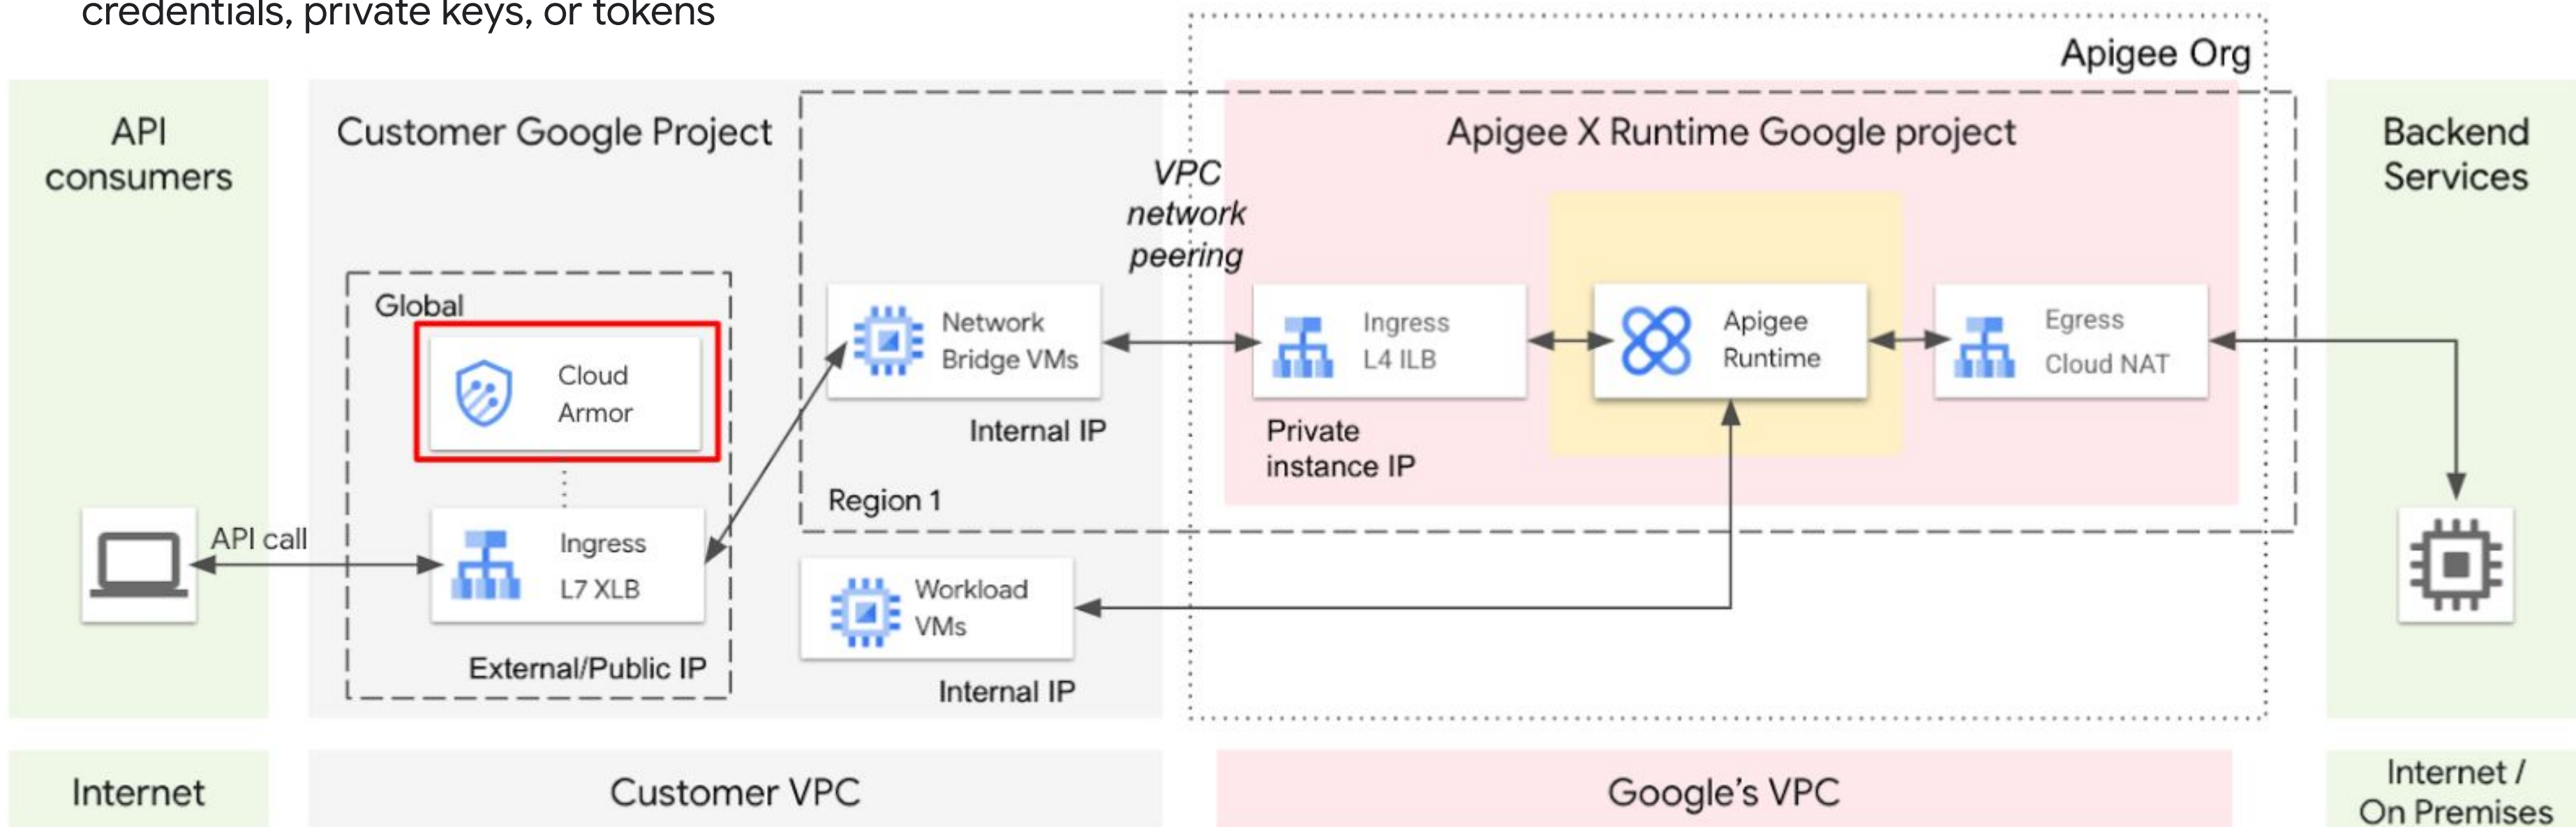 credentials, private keys, or tokens
Apigee Org
API
consumers
Customer Google Project
VPC
network
peering
Apigee X Runtime Google project
Backend
Services
Global
Cloud
Armor
Network
Bridge VMs
Internal IP
Region 1
Ingress
L4 ILB
Private
instance IP
Apigee
Runtime
Egress
Cloud NAT
API call
Ingress
L7 XLB
External/Public IP
Workload
VMs
Internal IP
Internet
Customer VPC
Google’s VPC
Internet /
On Premises